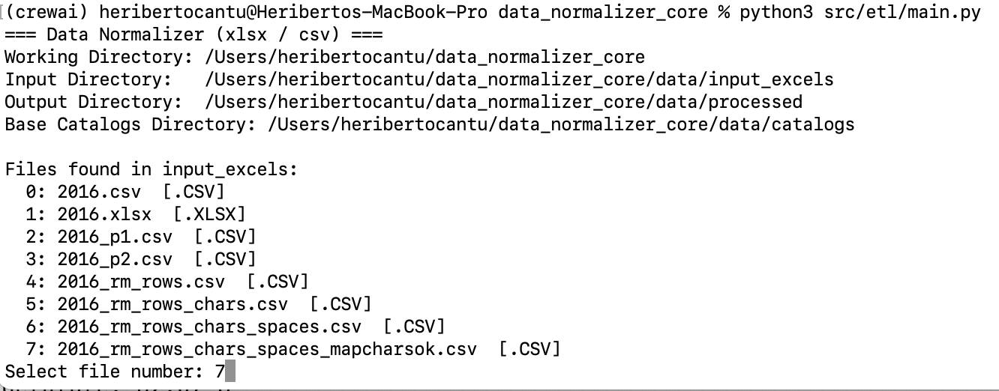 (crewai) heribertocantu@Heribertos-MacBook-Pro data_normalizer_core % python3 src/etl/main.py
=== Data Normalizer (xlsx / csv) ===
Working Directory: /Users/heribertocantu/data_normalizer_core
Input Directory:   /Users/heribertocantu/data_normalizer_core/data/input_excels
Output Directory:  /Users/heribertocantu/data_normalizer_core/data/processed
Base Catalogs Directory: /Users/heribertocantu/data_normalizer_core/data/catalogs

Files found in input_excels:
  0: 2016.csv  [.CSV]
  1: 2016.xlsx  [.XLSX]
  2: 2016_p1.csv  [.CSV]
  3: 2016_p2.csv  [.CSV]
  4: 2016_rm_rows.csv  [.CSV]
  5: 2016_rm_rows_chars.csv  [.CSV]
  6: 2016_rm_rows_chars_spaces.csv  [.CSV]
  7: 2016_rm_rows_chars_spaces_mapcharsok.csv  [.CSV]
Select file number: 7